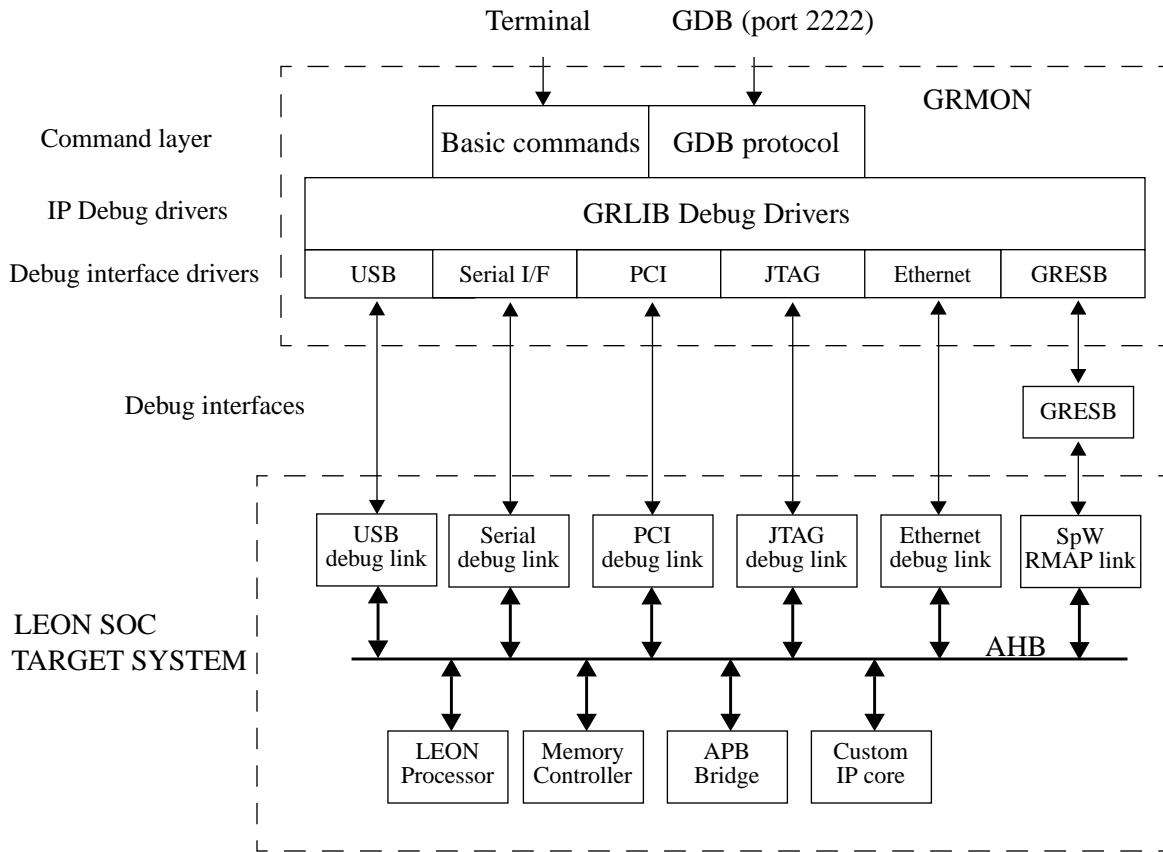 Terminal
GDB (port 2222)
GRMON
Command layer
Basic commands
GDB protocol
IP Debug drivers
GRLIB Debug Drivers
Debug interface drivers
USB
Serial I/F
PCI
JTAG
Ethernet
GRESB
Debug interfaces
GRESB
USB
debug link
Serial
debug link
PCI
debug link
JTAG
debug link
Ethernet
debug link
SpW
RMAP link
LEON SOC
TARGET SYSTEM
AHB
LEON
Processor
Memory
Controller
APB
Bridge
Custom
IP core